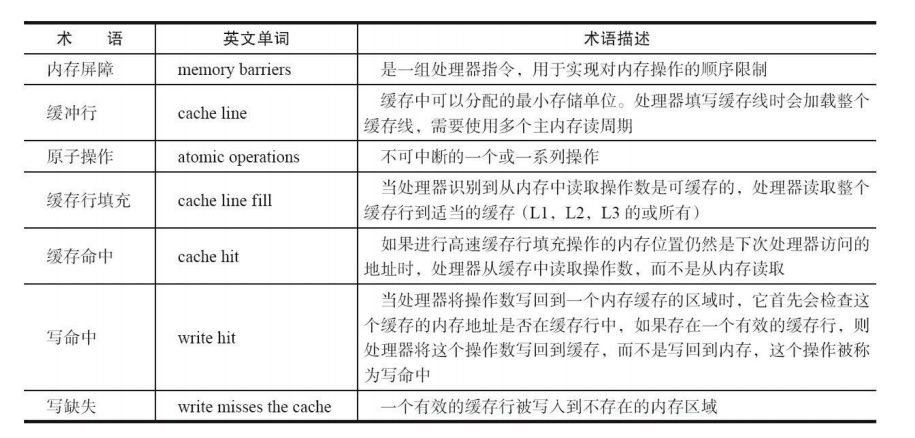 术　　语　英文单词　术语描述
内存屏障　memory barriers　是一组处理器指令，用于实现对内存操作的顺序限制
缓冲行　cache line　缓存中可以分配的最小存储单位。处理器填写缓存线时会加载整个
缓存线，需要使用多个主内存读周期
原子操作　atomic operations　不可中断的一个或一系列操作
缓存行填充　cache line fill　当处理器识别到从内存中读取操作数是可缓存的，处理器读取整个
缓存行到适当的缓存（L1，L2，L3 的或所有）
缓存命中　cache hit　如果进行高速缓存行填充操作的内存位置仍然是下次处理器访问的
地址时，处理器从缓存中读取操作数，而不是从内存读取
写命中　write hit　当处理器将操作数写回到一个内存缓存的区域时，它首先会检查这
个缓存的内存地址是否在缓存行中，如果存在一个有效的缓存行，则
处理器将这个操作数写回到缓存，而不是写回到内存，这个操作被称
为写命中
写缺失　write misses the cache　一个有效的缓存行被写入到不存在的内存区域